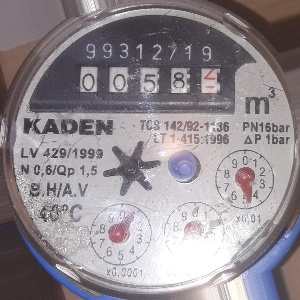 99312719
0058
m³
KADEN
TCS 142/92-1136 PN16bar
LV 429/1999 LT 1-415:1996 ΔP 1bar
N 0,6/Qp 1,5
B.H/A.V
40°C
x0,01
x0,0001